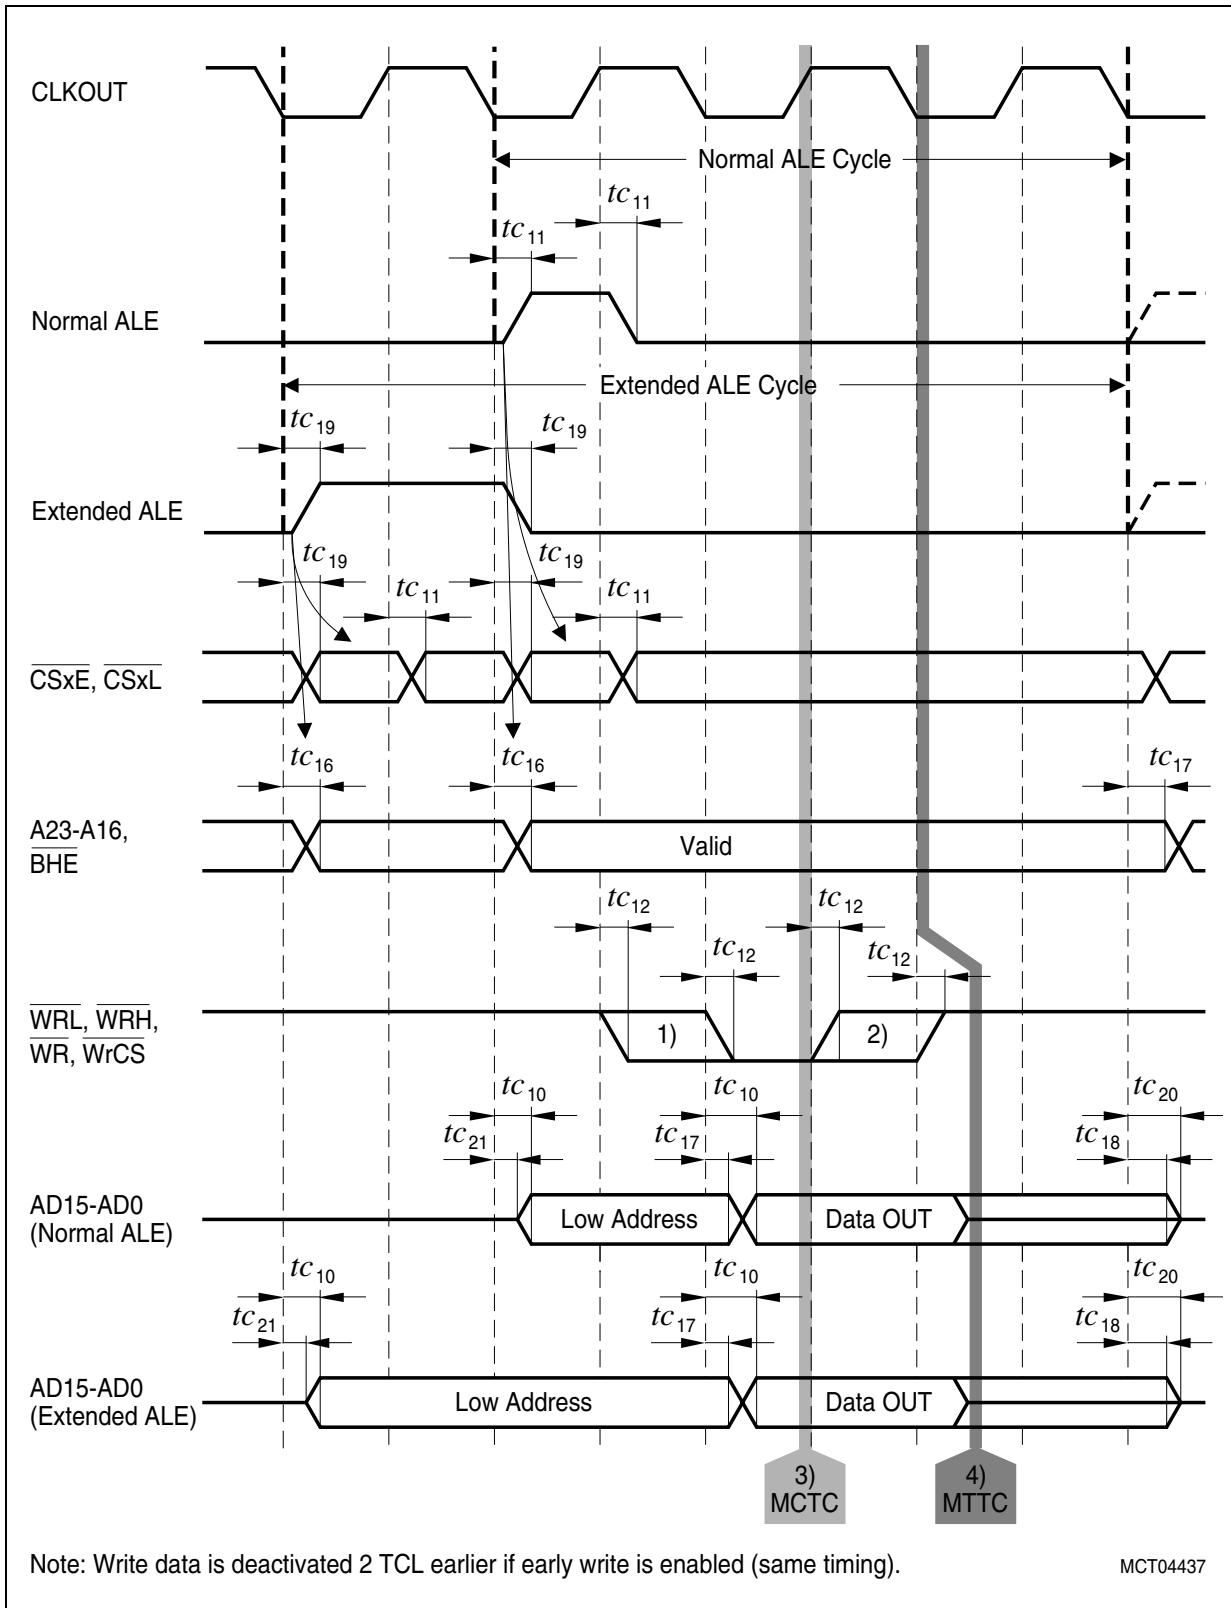 CLKOUT
Normal ALE Cycle
tc11
tc11
Normal ALE
Extended ALE Cycle
tc19
tc19
Extended ALE
tc19
tc19
tc11
tc11
CSxE, CSxL
tc16
tc16
tc17
A23-A16,
BHE
Valid
tc12
tc12
tc12
tc12
WRL, WRH,
WR, WrCS
1)
2)
tc10
tc10
tc20
tc21
tc17
tc18
AD15-AD0
(Normal ALE)
Low Address
Data OUT
tc10
tc10
tc20
tc21
tc17
tc18
AD15-AD0
(Extended ALE)
Low Address
Data OUT
3)
MCTC
4)
MTTC
Note: Write data is deactivated 2 TCL earlier if early write is enabled (same timing).
MCT04437